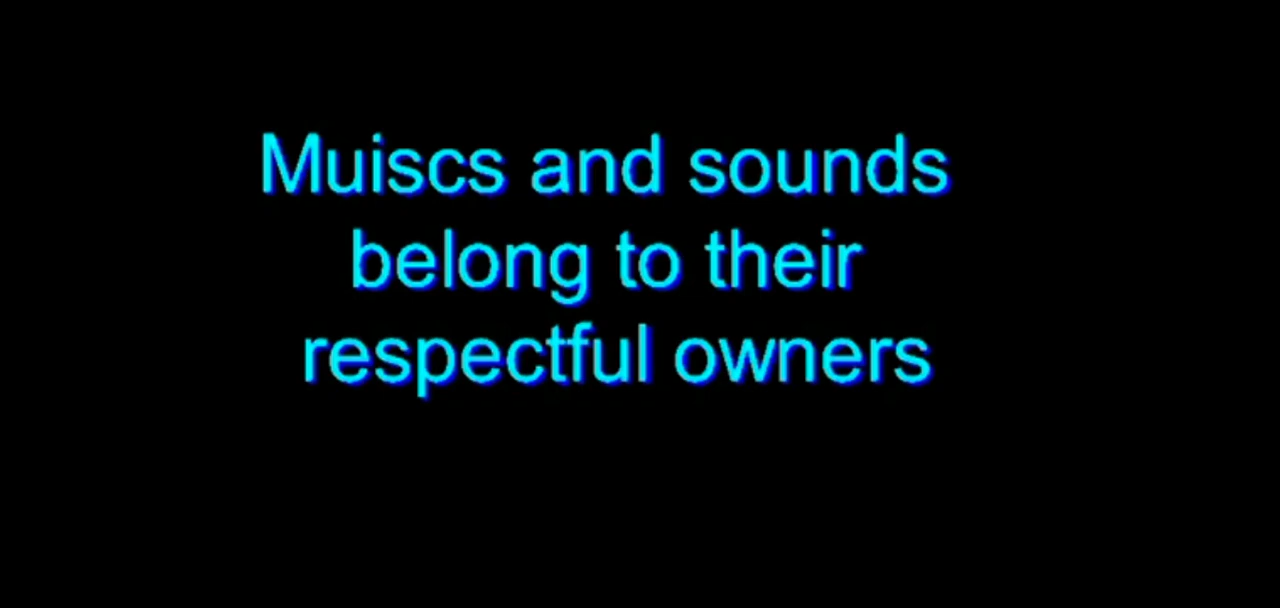 Muiscs and sounds
belong to their
respectful owners